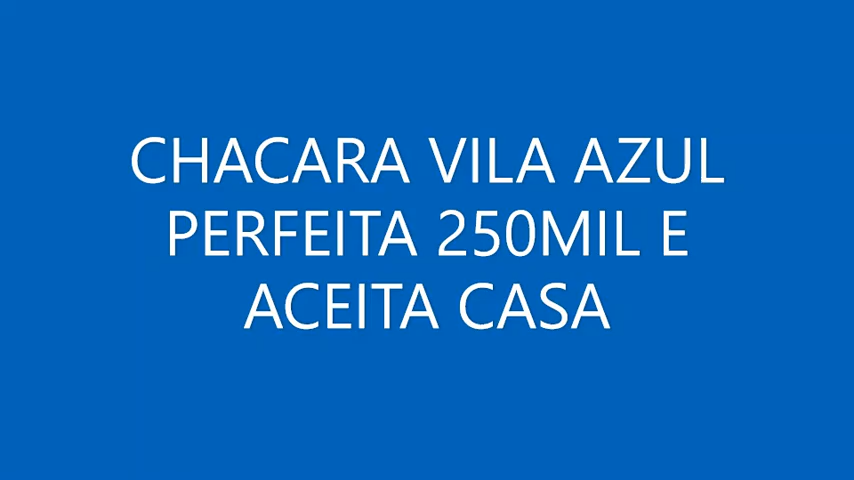 CHACARA VILA AZUL
PERFEITA 250MIL E
ACEITA CASA